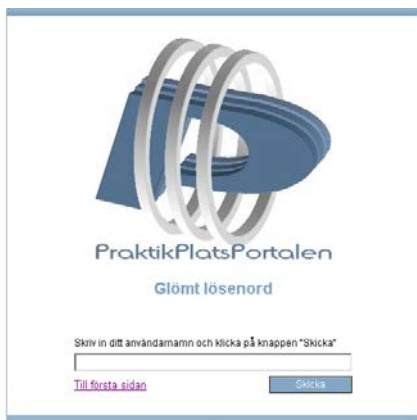 PraktikPlatsPortalen
Glömt lösenord
Skriv in ditt användarnamn och klicka på knappen "Skicka"
Till första sidan
Skicka